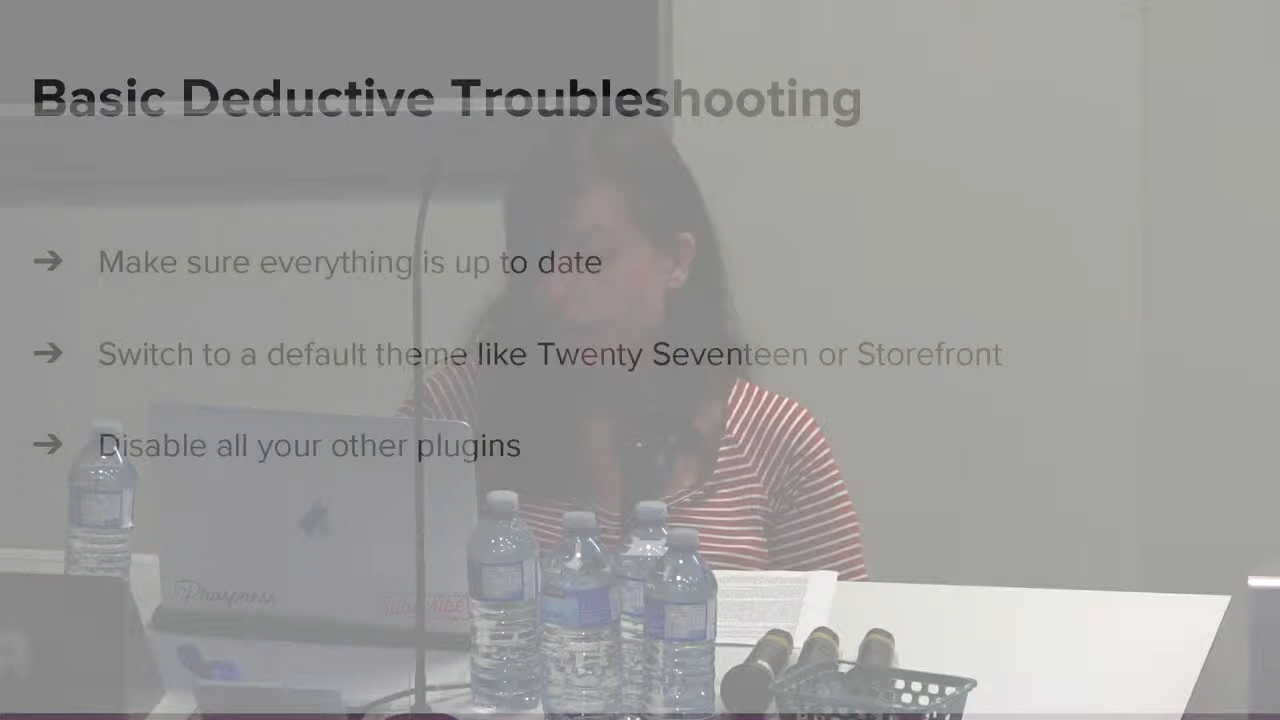 Basic Deductive Troubleshooting
➔ Make sure everything is up to date
➔ Switch to a default theme like Twenty Seventeen or Storefront
➔ Disable all your other plugins